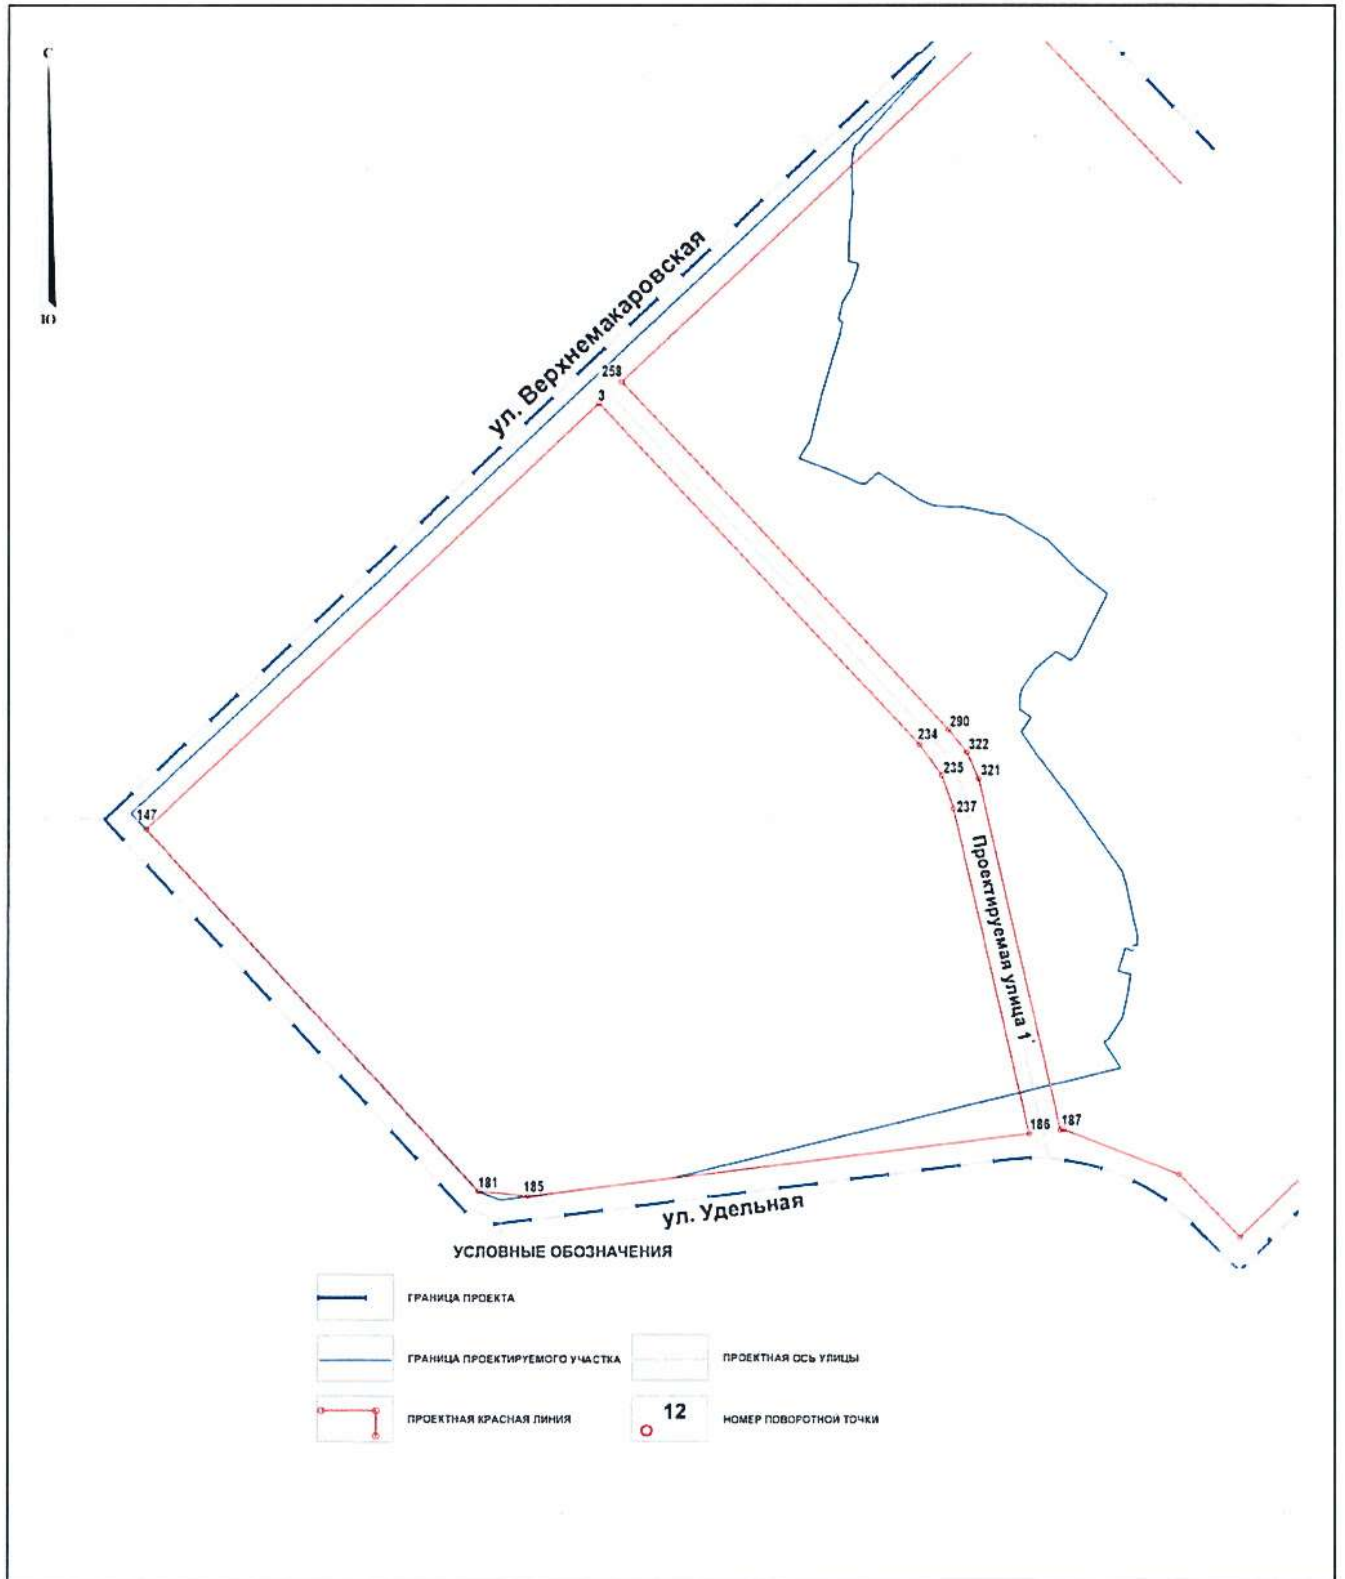 С
Ю
ул. Верхнемакаровская
258
3
290
234
322
235
321
237
147
Проектируемая улица 1
186
187
181
185
ул. Удельная
УСЛОВНЫЕ ОБОЗНАЧЕНИЯ
ГРАНИЦА ПРОЕКТА
ГРАНИЦА ПРОЕКТИРУЕМОГО УЧАСТКА
ПРОЕКТНАЯ ОСЬ УЛИЦЫ
ПРОЕКТНАЯ КРАСНАЯ ЛИНИЯ
12
НОМЕР ПОВОРОТНОЙ ТОЧКИ